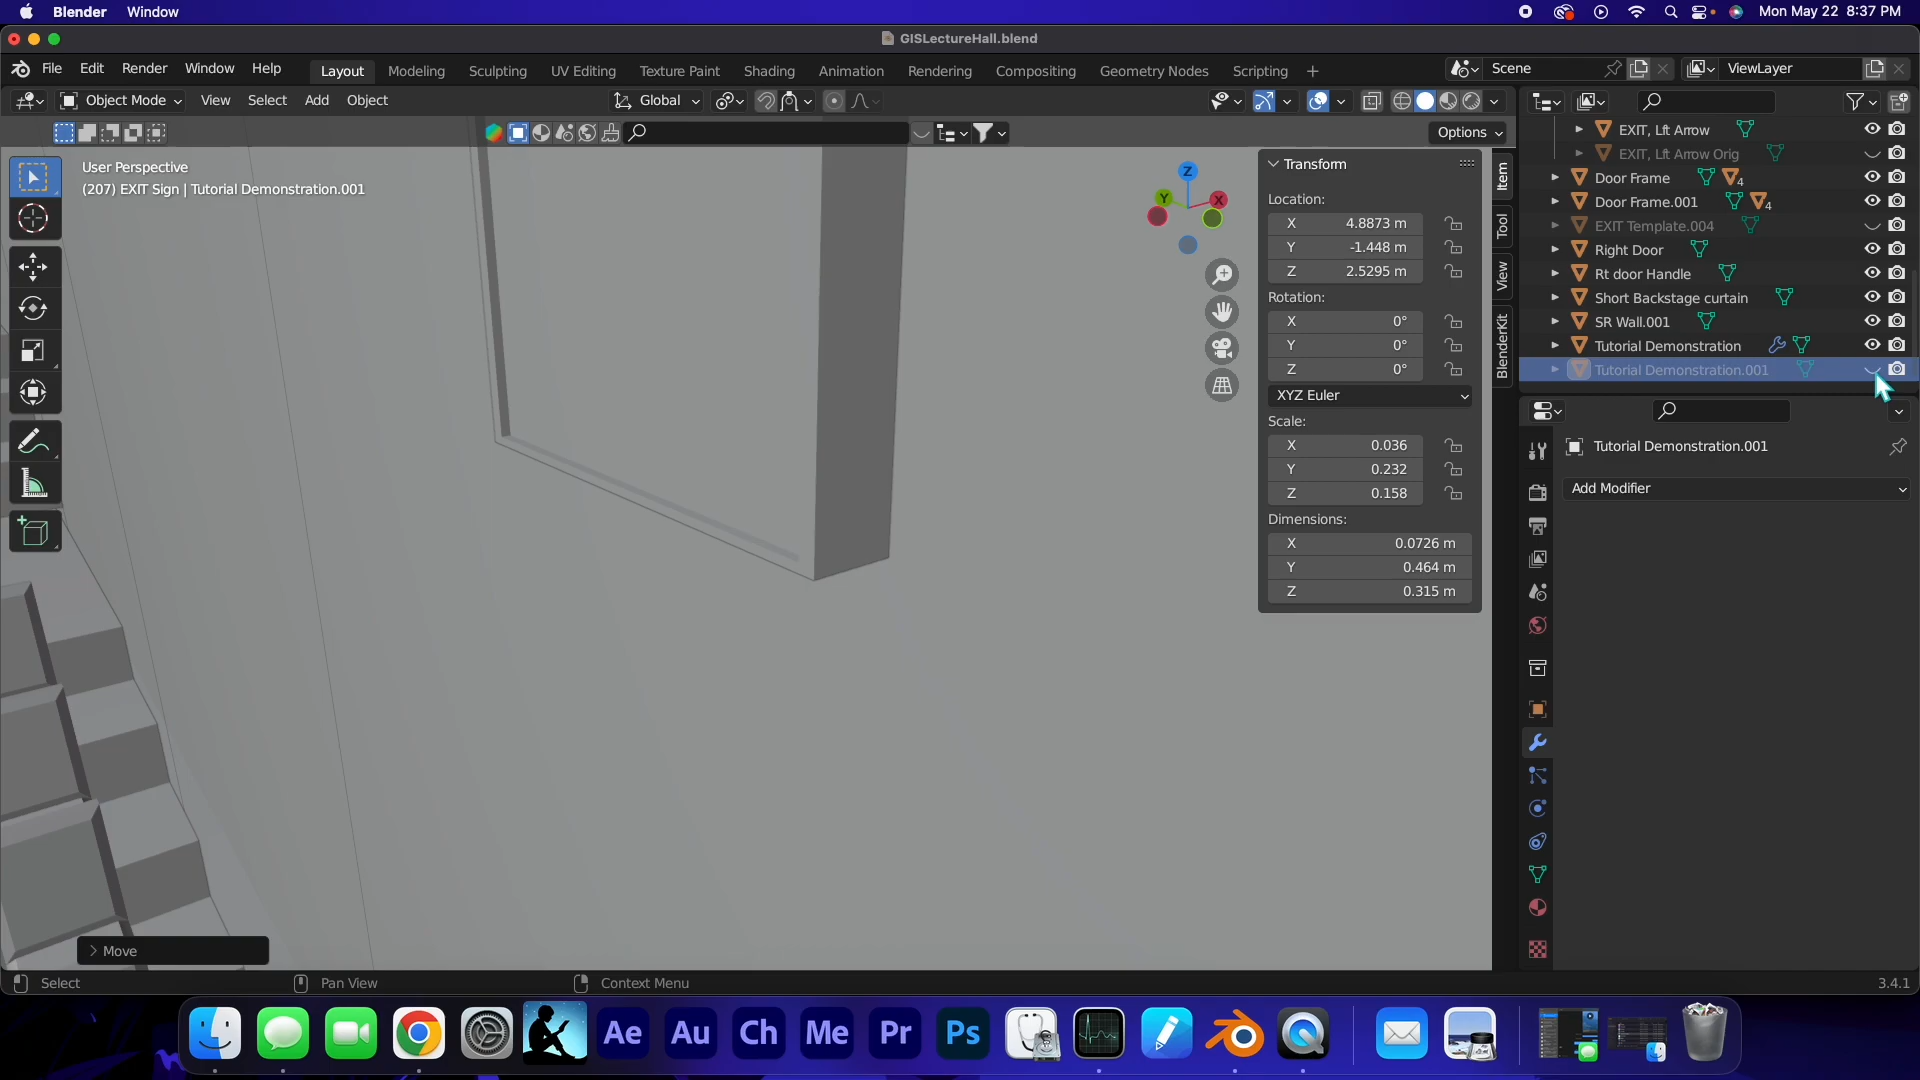 Blender Window
Mon May 22 8:37 PM
GISLectureHall.blend
File Edit Render Window Help
Layout Modeling Sculpting UV Editing Texture Paint Shading Animation Rendering Compositing Geometry Nodes Scripting +
Scene
ViewLayer
Object Mode View Select Add Object
Global
Options
User Perspective
(207) EXIT Sign | Tutorial Demonstration.001
Transform
Location:
X 4.8873 m
Y -1.448 m
Z 2.5295 m
Rotation:
X 0°
Y 0°
Z 0°
XYZ Euler
Scale:
X 0.036
Y 0.232
Z 0.158
Dimensions:
X 0.0726 m
Y 0.464 m
Z 0.315 m
Item
Tool
View
BlenderKit
Z
Y
X
EXIT, Lft Arrow
EXIT, Lft Arrow Orig
Door Frame 4
Door Frame.001 4
EXIT Template.004
Right Door
Rt door Handle
Short Backstage curtain
SR Wall.001
Tutorial Demonstration
Tutorial Demonstration.001
Tutorial Demonstration.001
Add Modifier
Move
Select Pan View Context Menu
3.4.1
Ae Au Ch Me Pr Ps